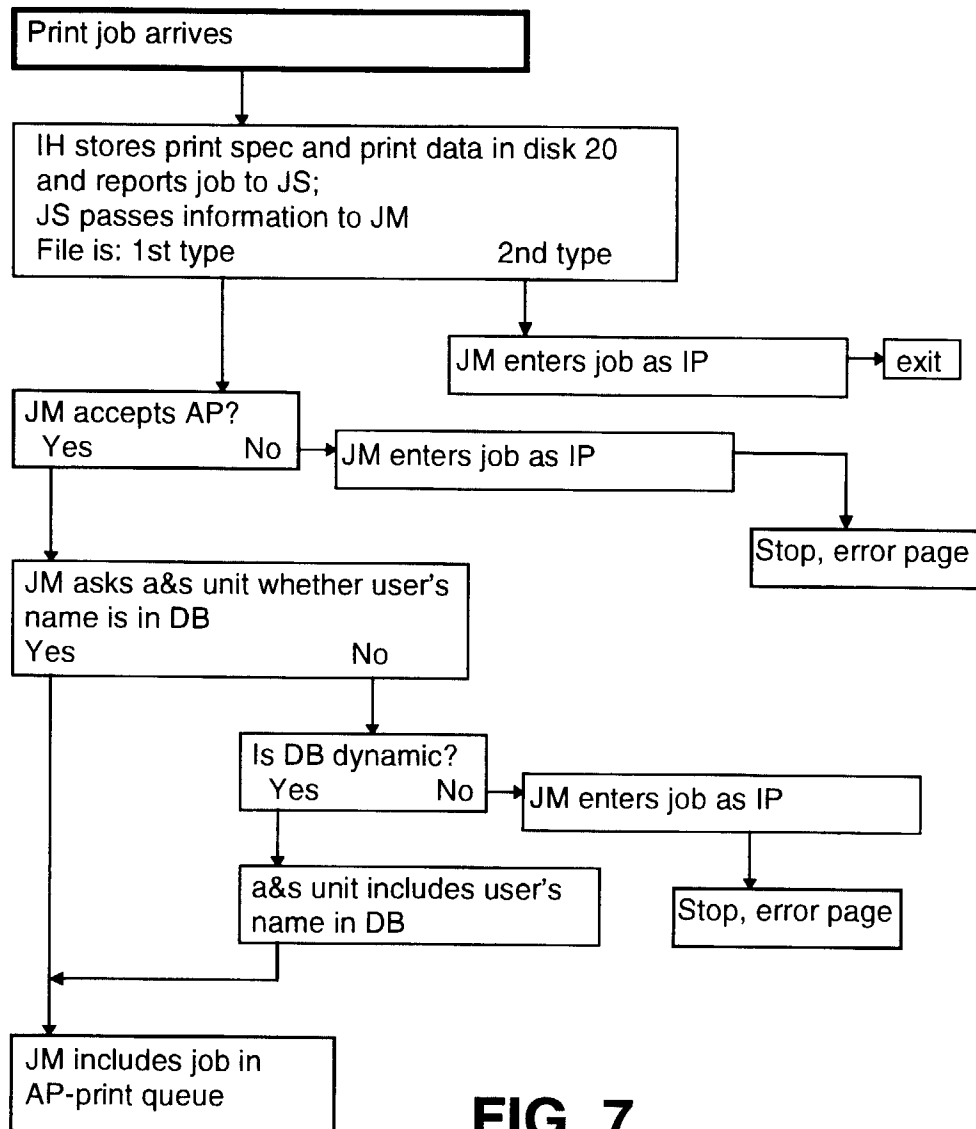 Print job arrives
IH stores print spec and print data in disk 20
and reports job to JS;
JS passes information to JM
File is: 1st type 2nd type
JM enters job as IP
exit
JM accepts AP?
Yes No
JM enters job as IP
Stop, error page
JM asks a&s unit whether user's
name is in DB
Yes No
Is DB dynamic?
Yes No
JM enters job as IP
a&s unit includes user's
name in DB
Stop, error page
JM includes job in
AP-print queue
FIG. 7